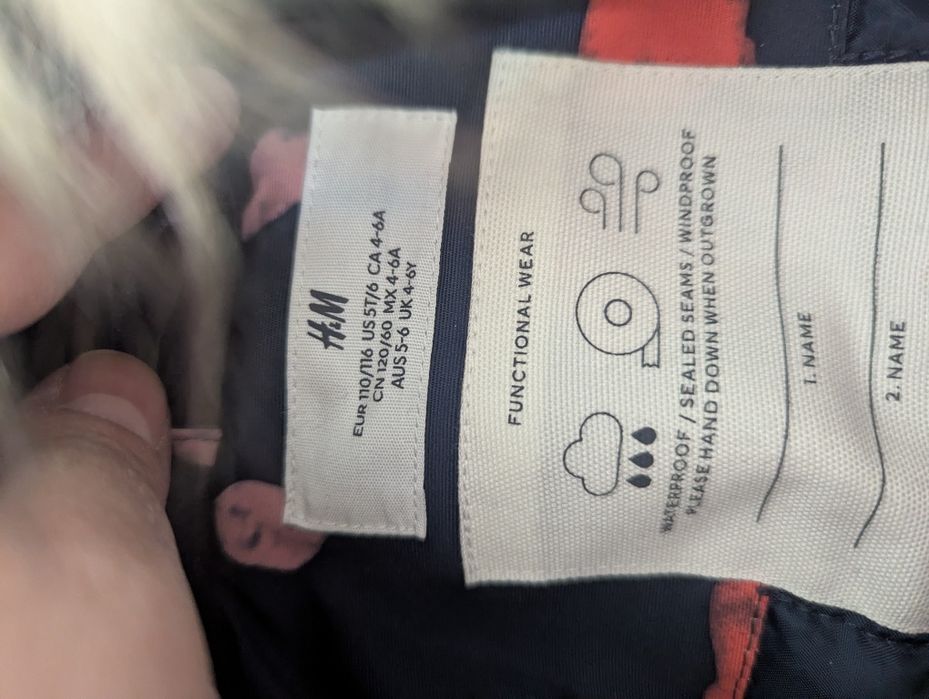 H&M
EUR 110/116 US 5T/6 CA 4-6A
CN 120/60 MX 4-6A
AUS 5-6 UK 4-6Y
FUNCTIONAL WEAR
WATERPROOF / SEALED SEAMS / WINDPROOF
PLEASE HAND DOWN WHEN OUTGROWN
1. NAME
2. NAME